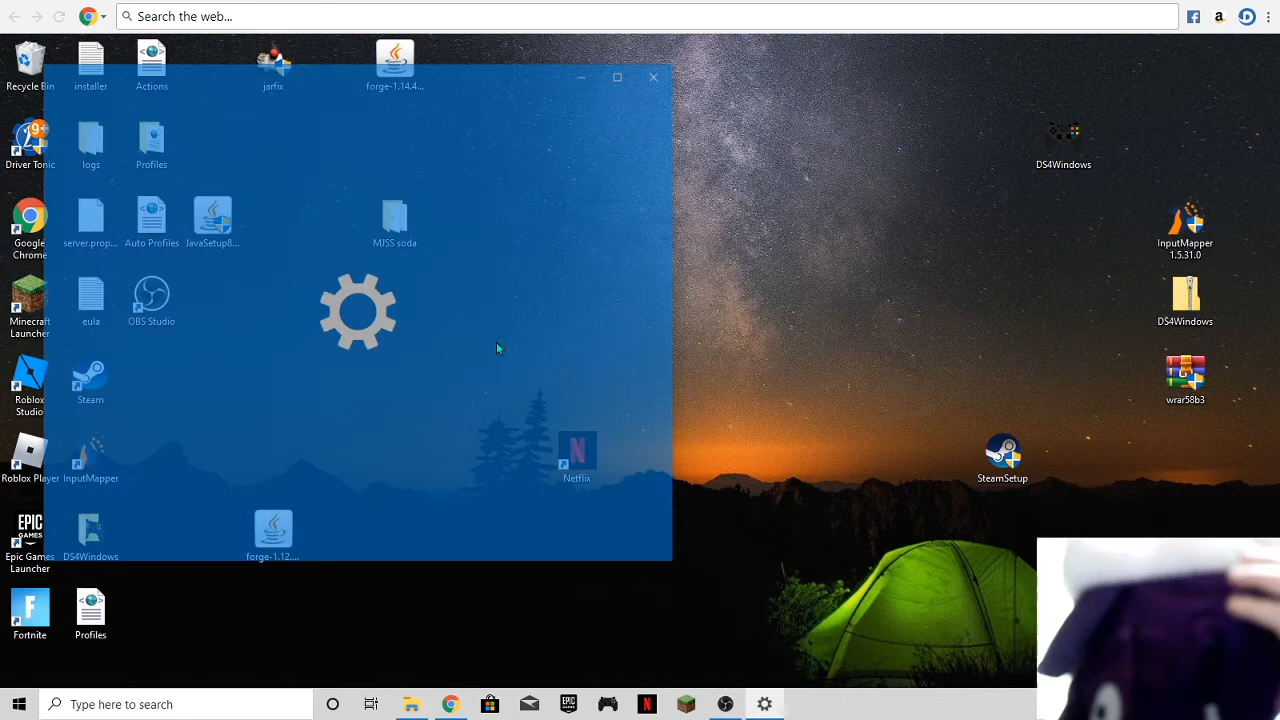 Search the web...
Recycle Bin
installer
Actions
jarfix
forge-1.14.4...
9+
Driver Tonic
logs
Profiles
DS4Windows
Google Chrome
server.prop...
Auto Profiles
JavaSetup8...
MJSS soda
InputMapper 1.5.31.0
Minecraft Launcher
eula
OBS Studio
DS4Windows
Roblox Studio
Steam
wrar58b3
Roblox Player
InputMapper
Netflix
SteamSetup
EPIC GAMES
Epic Games Launcher
DS4Windows
forge-1.12....
Fortnite
Profiles
Type here to search